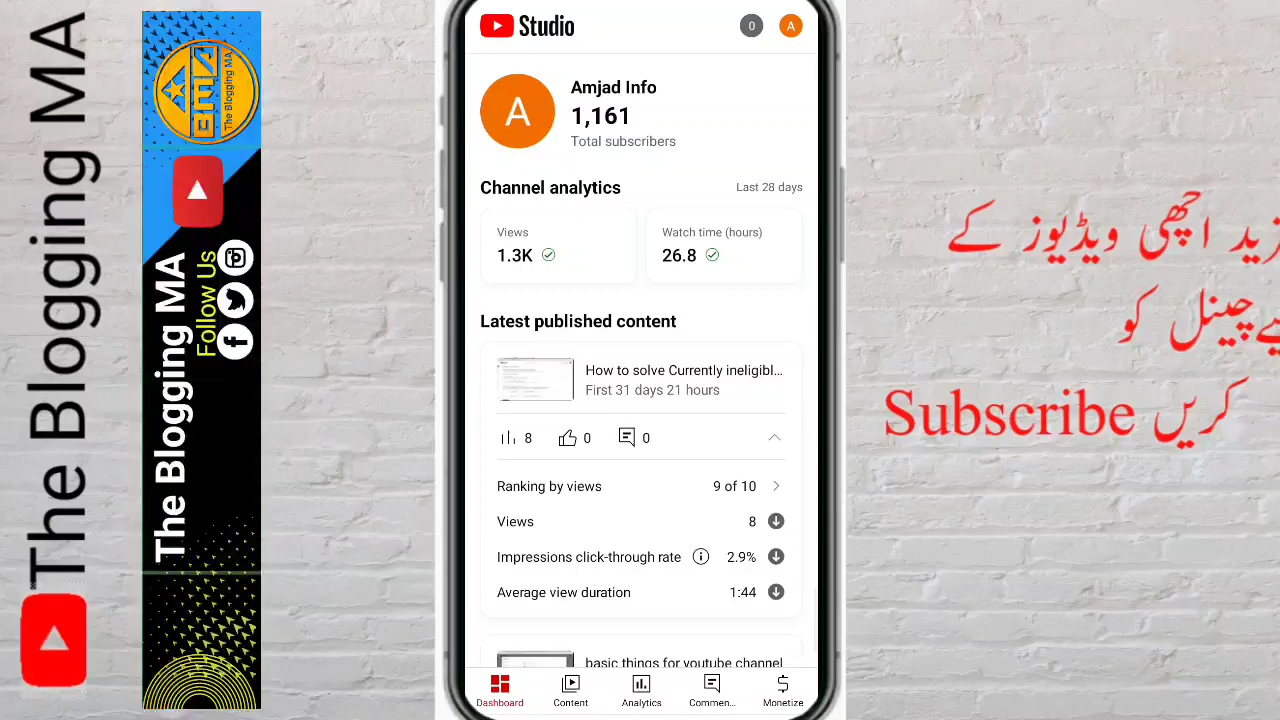 The Blogging MA
The Blogging MA
The Blogging MA
Follow Us
Studio
0
A
A
Amjad Info
1,161
Total subscribers
Channel analytics
Last 28 days
Views
1.3K
Watch time (hours)
26.8
Latest published content
How to solve Currently ineligibl...
First 31 days 21 hours
8
0
0
Ranking by views
9 of 10
Views
8
Impressions click-through rate
2.9%
Average view duration
1:44
basic things for youtube channel
Dashboard
Content
Analytics
Commen...
Monetize
اچھی ویڈیوز کے
چینل کو
Subscribe کریں